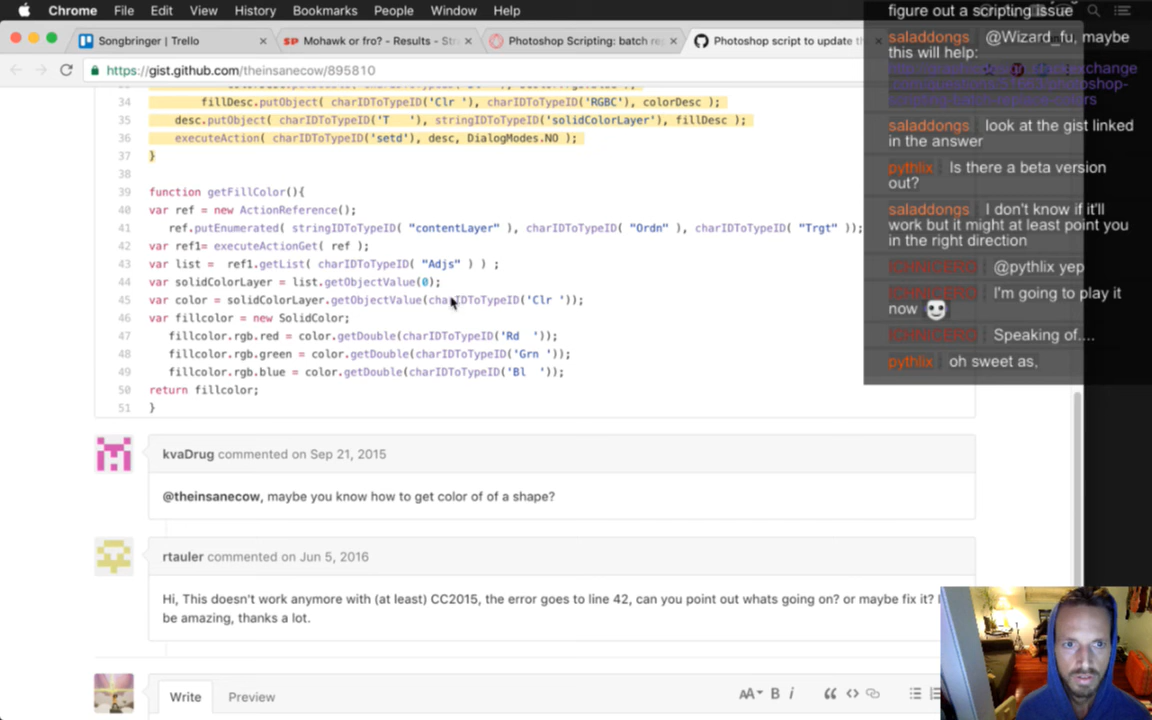 Chrome File Edit View History Bookmarks People Window Help
Songbringer | Trello
Mohawk or fro? - Results - Str
Photoshop Scripting: batch re
Photoshop script to update th
https://gist.github.com/theinsanecow/895810
34 fillDesc.putObject( charIDToTypeID('Clr '), charIDToTypeID('RGBC'), colorDesc );
35 desc.putObject( charIDToTypeID('T   '), stringIDToTypeID('solidColorLayer'), fillDesc );
36 executeAction( charIDToTypeID('setd'), desc, DialogModes.NO );
37 }
38
39 function getFillColor(){
40 var ref = new ActionReference();
41 ref.putEnumerated( stringIDToTypeID( "contentLayer" ), charIDToTypeID( "Ordn" ), charIDToTypeID( "Trgt" ));
42 var ref1= executeActionGet( ref );
43 var list =  ref1.getList( charIDToTypeID( "Adjs" ) ) ;
44 var solidColorLayer = list.getObjectValue(0);
45 var color = solidColorLayer.getObjectValue(charIDToTypeID('Clr '));
46 var fillcolor = new SolidColor;
47 fillcolor.rgb.red = color.getDouble(charIDToTypeID('Rd  '));
48 fillcolor.rgb.green = color.getDouble(charIDToTypeID('Grn '));
49 fillcolor.rgb.blue = color.getDouble(charIDToTypeID('Bl  '));
50 return fillcolor;
51 }
kvaDrug commented on Sep 21, 2015
@theinsanecow, maybe you know how to get color of of a shape?
rtauler commented on Jun 5, 2016
Hi, This doesn't work anymore with (at least) CC2015, the error goes to line 42, can you point out whats going on? or maybe fix it?
be amazing, thanks a lot.
Write Preview
AA B i
figure out a scripting issue
saladdongs @Wizard_fu, maybe
this will help:
saladdongs look at the gist linked
in the answer
pythlix Is there a beta version
out?
saladdongs I don't know if it'll
work but it might at least point you
in the right direction
ICHNICERO @pythlix yep
ICHNICERO I'm going to play it
now
ICHNICERO Speaking of....
pythlix oh sweet as,